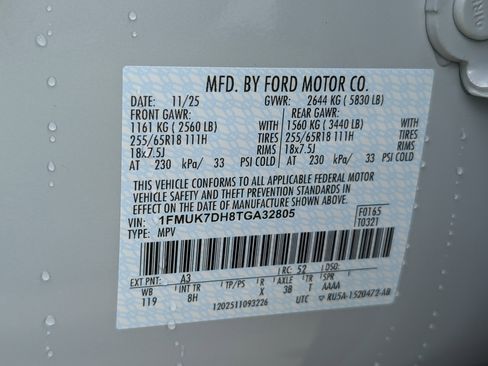 MFD. BY FORD MOTOR CO.
DATE: 11/25 GVWR: 2644 KG ( 5830 LB)
FRONT GAWR: REAR GAWR:
1161 KG ( 2560 LB) WITH 1560 KG ( 3440 LB) WITH
255/65R18 111H TIRES 255/65R18 111H TIRES
18x7.5J RIMS 18x7.5J RIMS
AT 230 kPa/ 33 PSI COLD AT 230 kPa/ 33 PSI COLD
THIS VEHICLE CONFORMS TO ALL APPLICABLE FEDERAL MOTOR
VEHICLE SAFETY AND THEFT PREVENTION STANDARDS IN
EFFECT ON THE DATE OF MANUFACTURE SHOWN ABOVE.
VIN: 1FMUK7DH8TGA32805 F0165
TYPE: MPV T0321
EXT PNT: A3 RC: 52 DSO:
WB INT TR TP/PS R AXLE TR SPR
119 8H X 3B T AAAA
1202511093226 UTC RU5A-1520472-AB